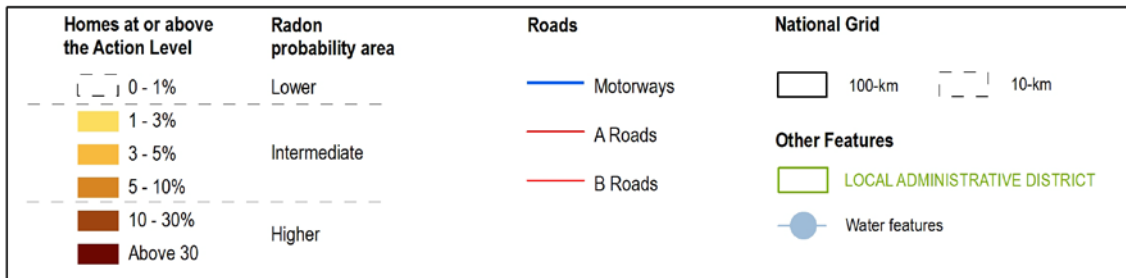 Homes at or above
the Action Level
0 - 1%
1 - 3%
3 - 5%
5 - 10%
10 - 30%
Above 30
Radon
probability area
Lower
Intermediate
Higher
Roads
Motorways
A Roads
B Roads
National Grid
100-km
10-km
Other Features
LOCAL ADMINISTRATIVE DISTRICT
Water features